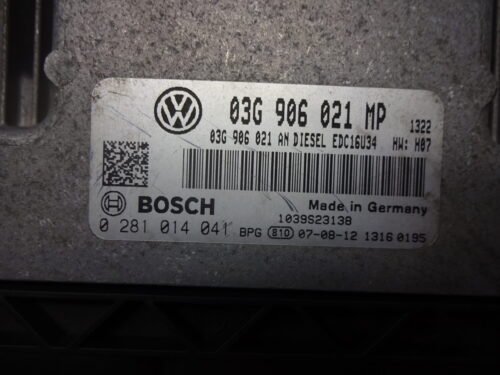 03G 906 021 MP 1322
03G 906 021 AN DIESEL EDC16U34 HW: H07
BOSCH Made in Germany
1039S23138
0 281 014 041 BPG 810 07-08-12 1316 0195